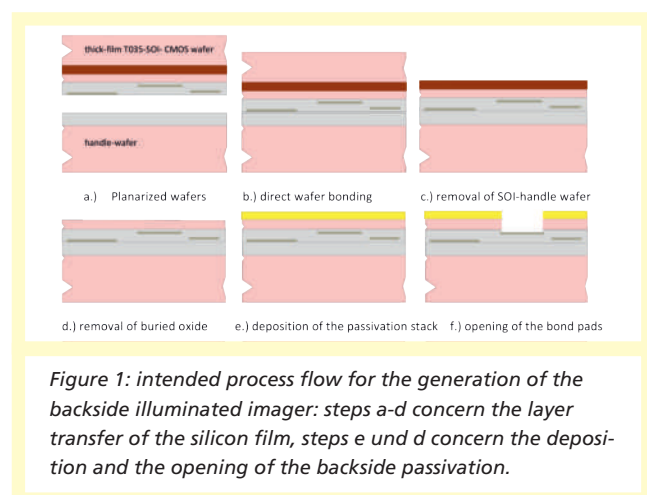 thick-film T035-SOI- CMOS wafer
handle-wafer
a.) Planarized wafers
b.) direct wafer bonding
c.) removal of SOI-handle wafer
d.) removal of buried oxide
e.) deposition of the passivation stack
f.) opening of the bond pads
Figure 1: intended process flow for the generation of the
backside illuminated imager: steps a-d concern the layer
transfer of the silicon film, steps e und d concern the deposi-
tion and the opening of the backside passivation.